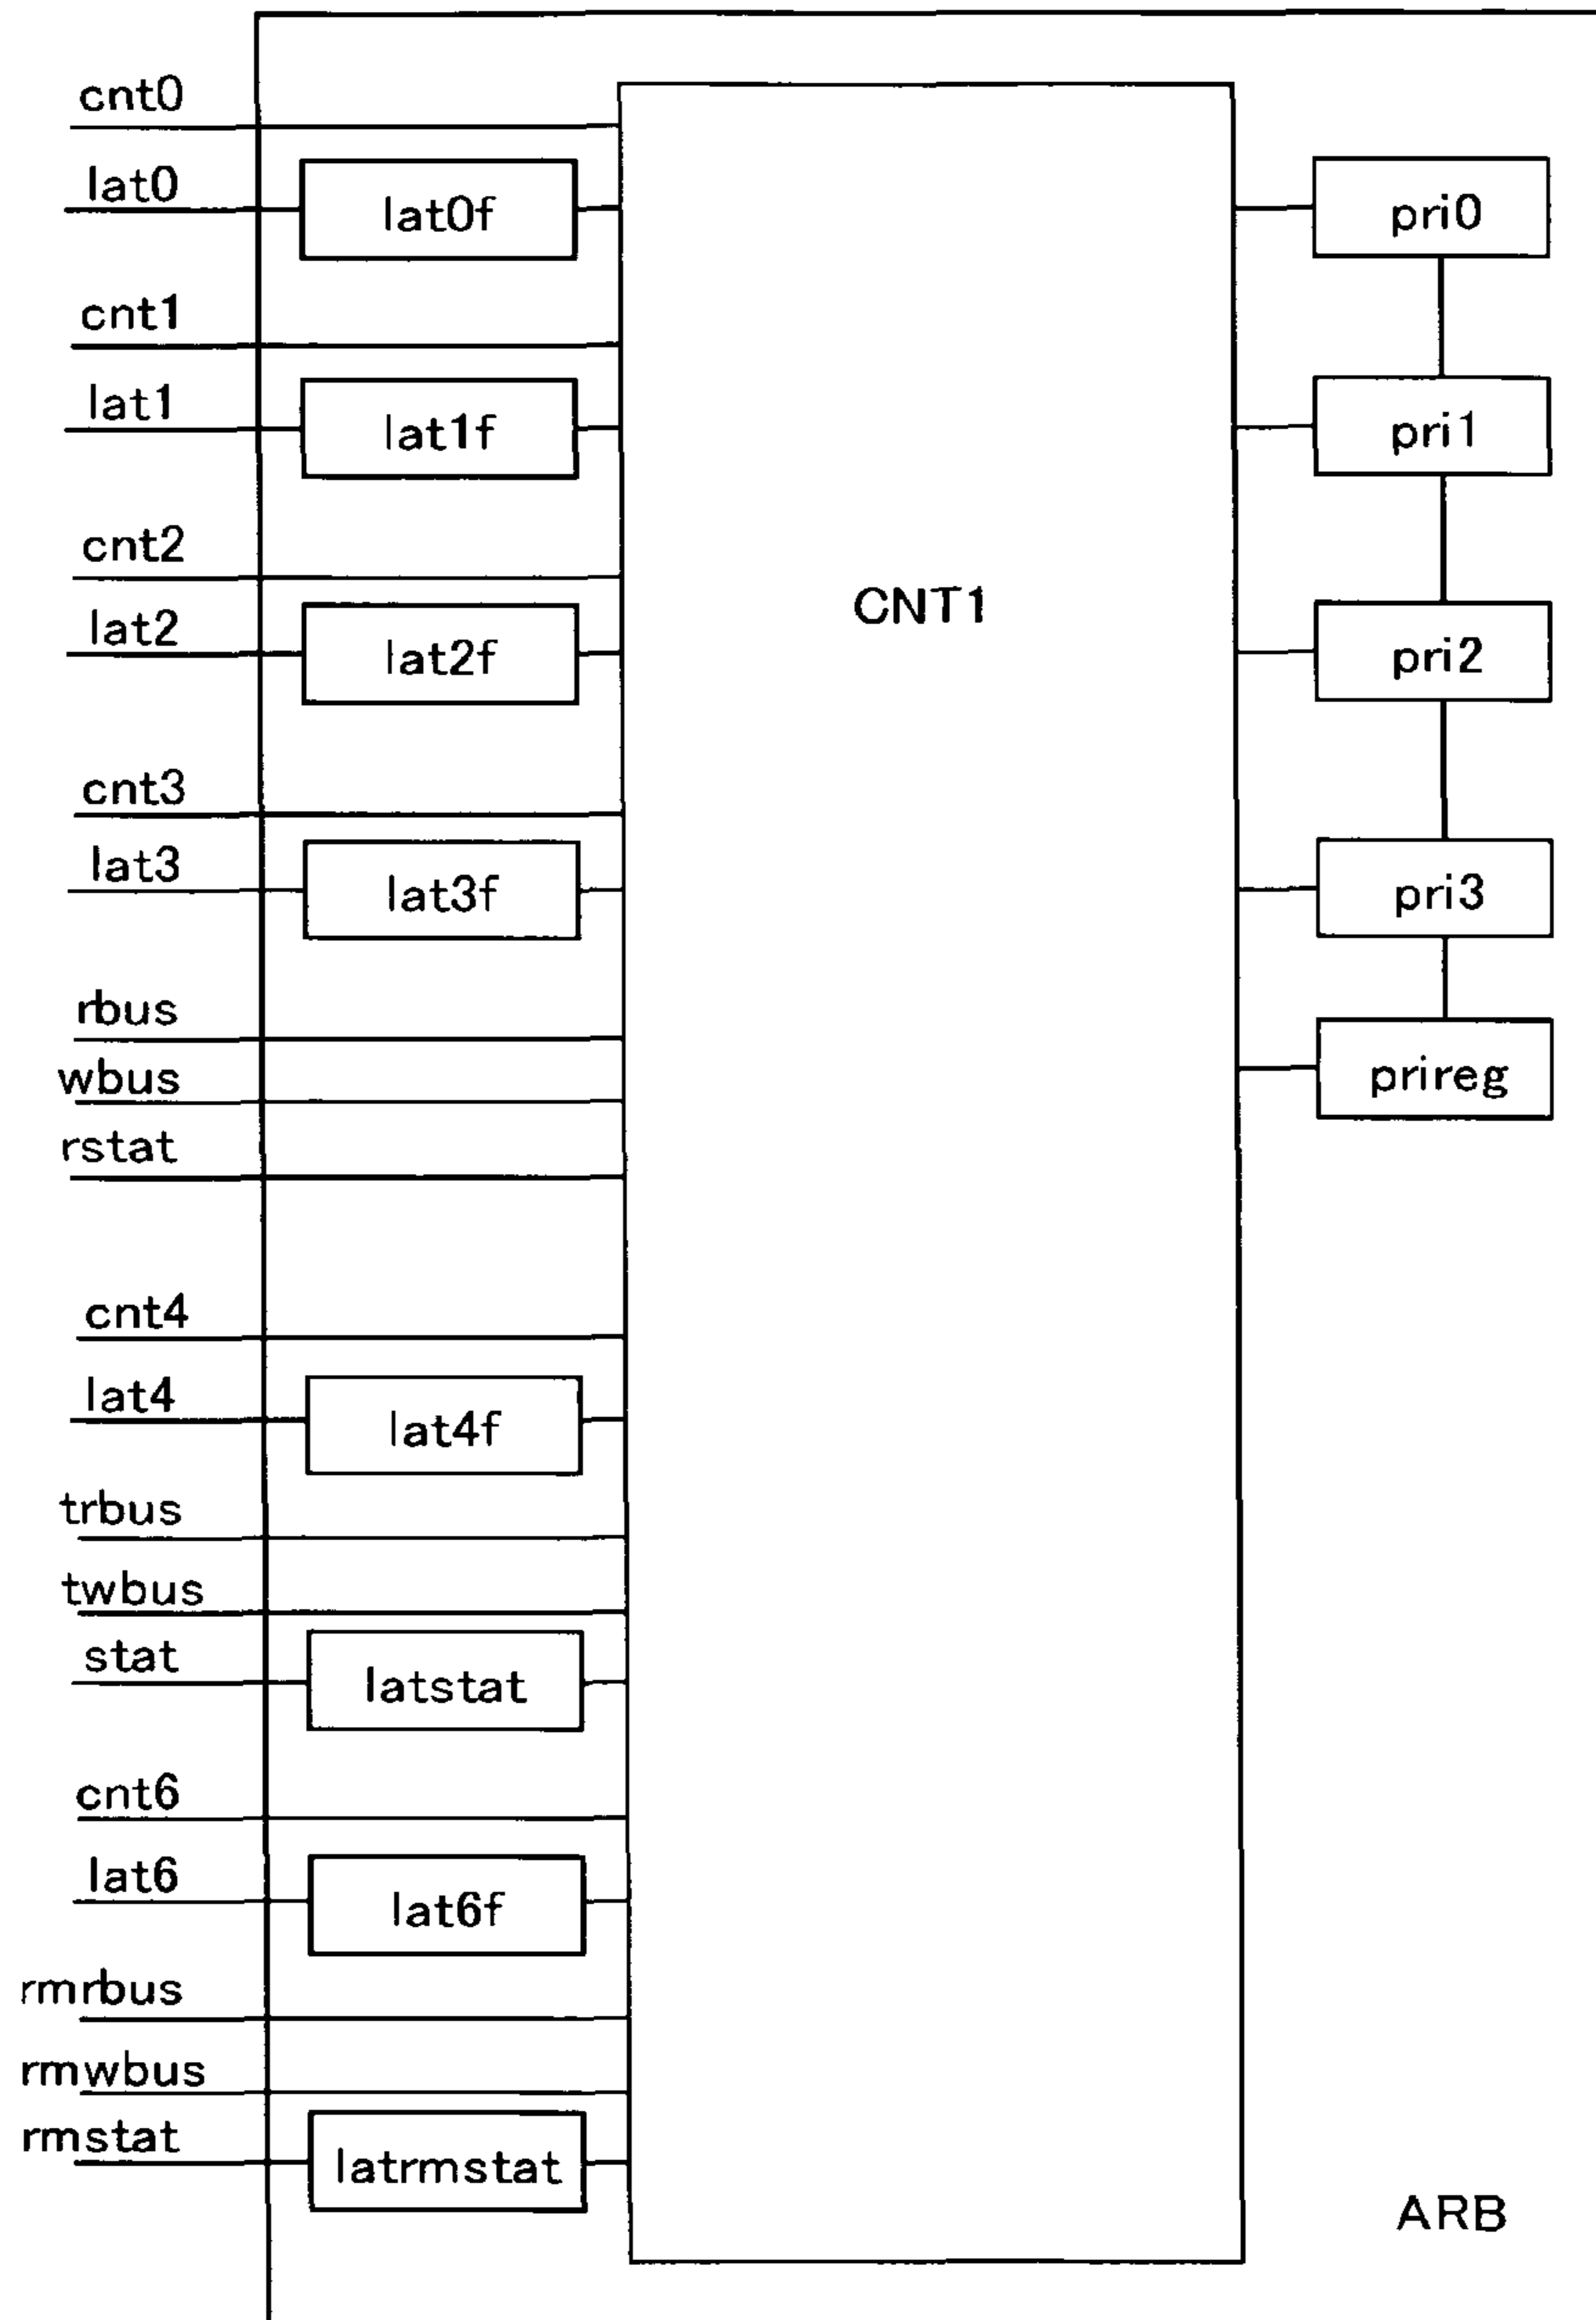 cnt0
lat0
lat0f
pri0
cnt1
lat1
lat1f
pri1
cnt2
CNT1
lat2
lat2f
pri2
cnt3
lat3
lat3f
pri3
rbus
wbus
prireg
rstat
cnt4
lat4
lat4f
trbus
twbus
stat
latstat
cnt6
lat6
lat6f
rmrbus
rmwbus
rmstat
latrmstat
ARB